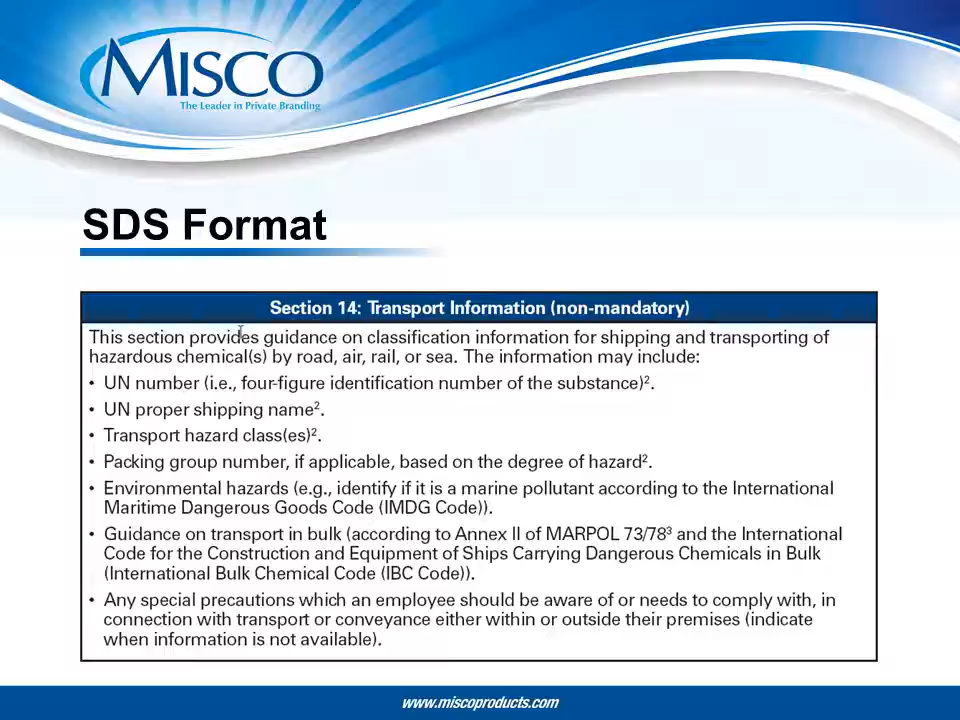 MISCO
The Leader in Private Branding
SDS Format
Section 14: Transport Information (non-mandatory)
This section provides guidance on classification information for shipping and transporting of
hazardous chemical(s) by road, air, rail, or sea. The information may include:
• UN number (i.e., four-figure identification number of the substance)².
• UN proper shipping name².
• Transport hazard class(es)².
• Packing group number, if applicable, based on the degree of hazard².
• Environmental hazards (e.g., identify if it is a marine pollutant according to the International
Maritime Dangerous Goods Code (IMDG Code)).
• Guidance on transport in bulk (according to Annex II of MARPOL 73/78³ and the International
Code for the Construction and Equipment of Ships Carrying Dangerous Chemicals in Bulk
(International Bulk Chemical Code (IBC Code)).
• Any special precautions which an employee should be aware of or needs to comply with, in
connection with transport or conveyance either within or outside their premises (indicate
when information is not available).
www.miscoproducts.com